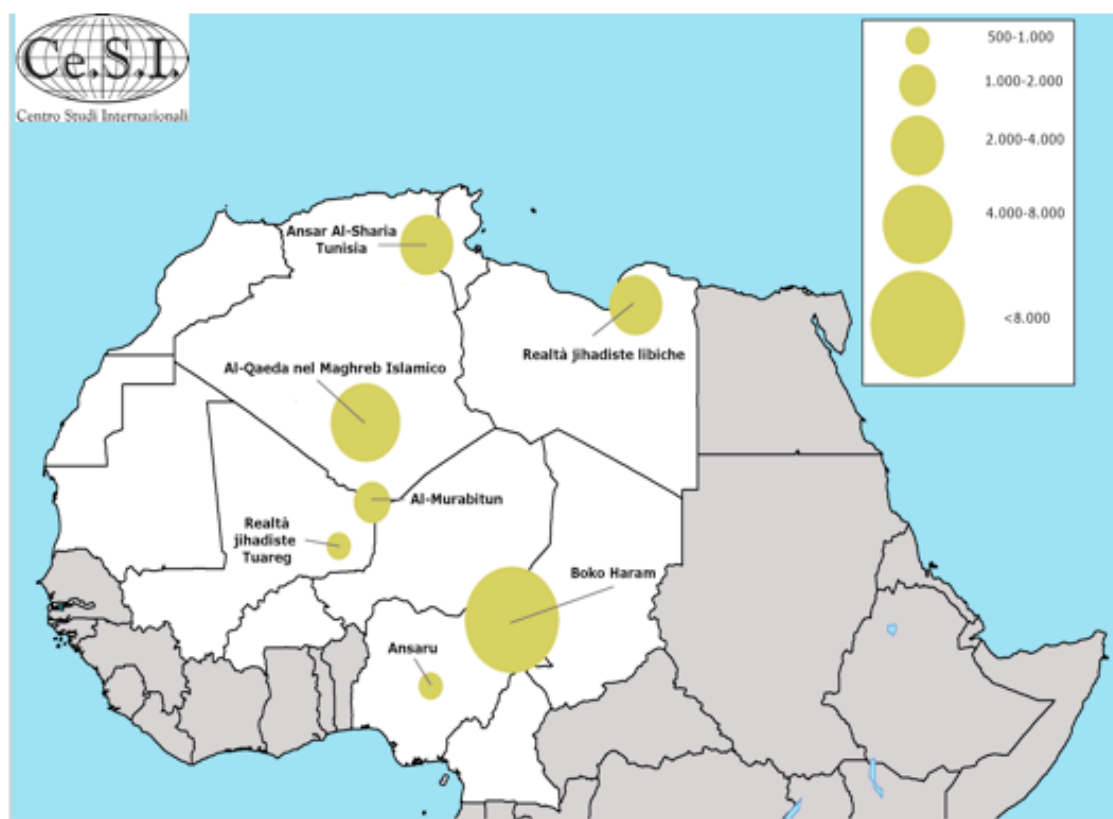 Ce.S.I.
Centro Studi Internazionali
500-1.000
1.000-2.000
2.000-4.000
4.000-8.000
<8.000
Ansar Al-Sharia
Tunisia
Realtà jihadiste libiche
Al-Qaeda nel Maghreb Islamico
Al-Murabitun
Realtà
jihadiste
Tuareg
Boko Haram
Ansaru